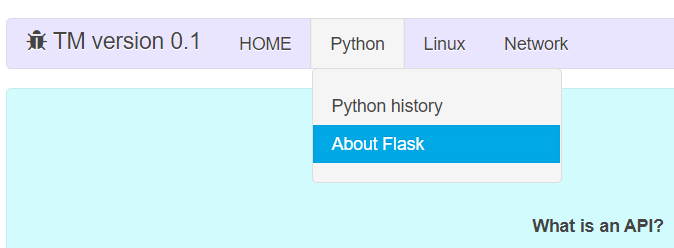 TM version 0.1 HOME Python Linux Network
Python history
About Flask
What is an API?